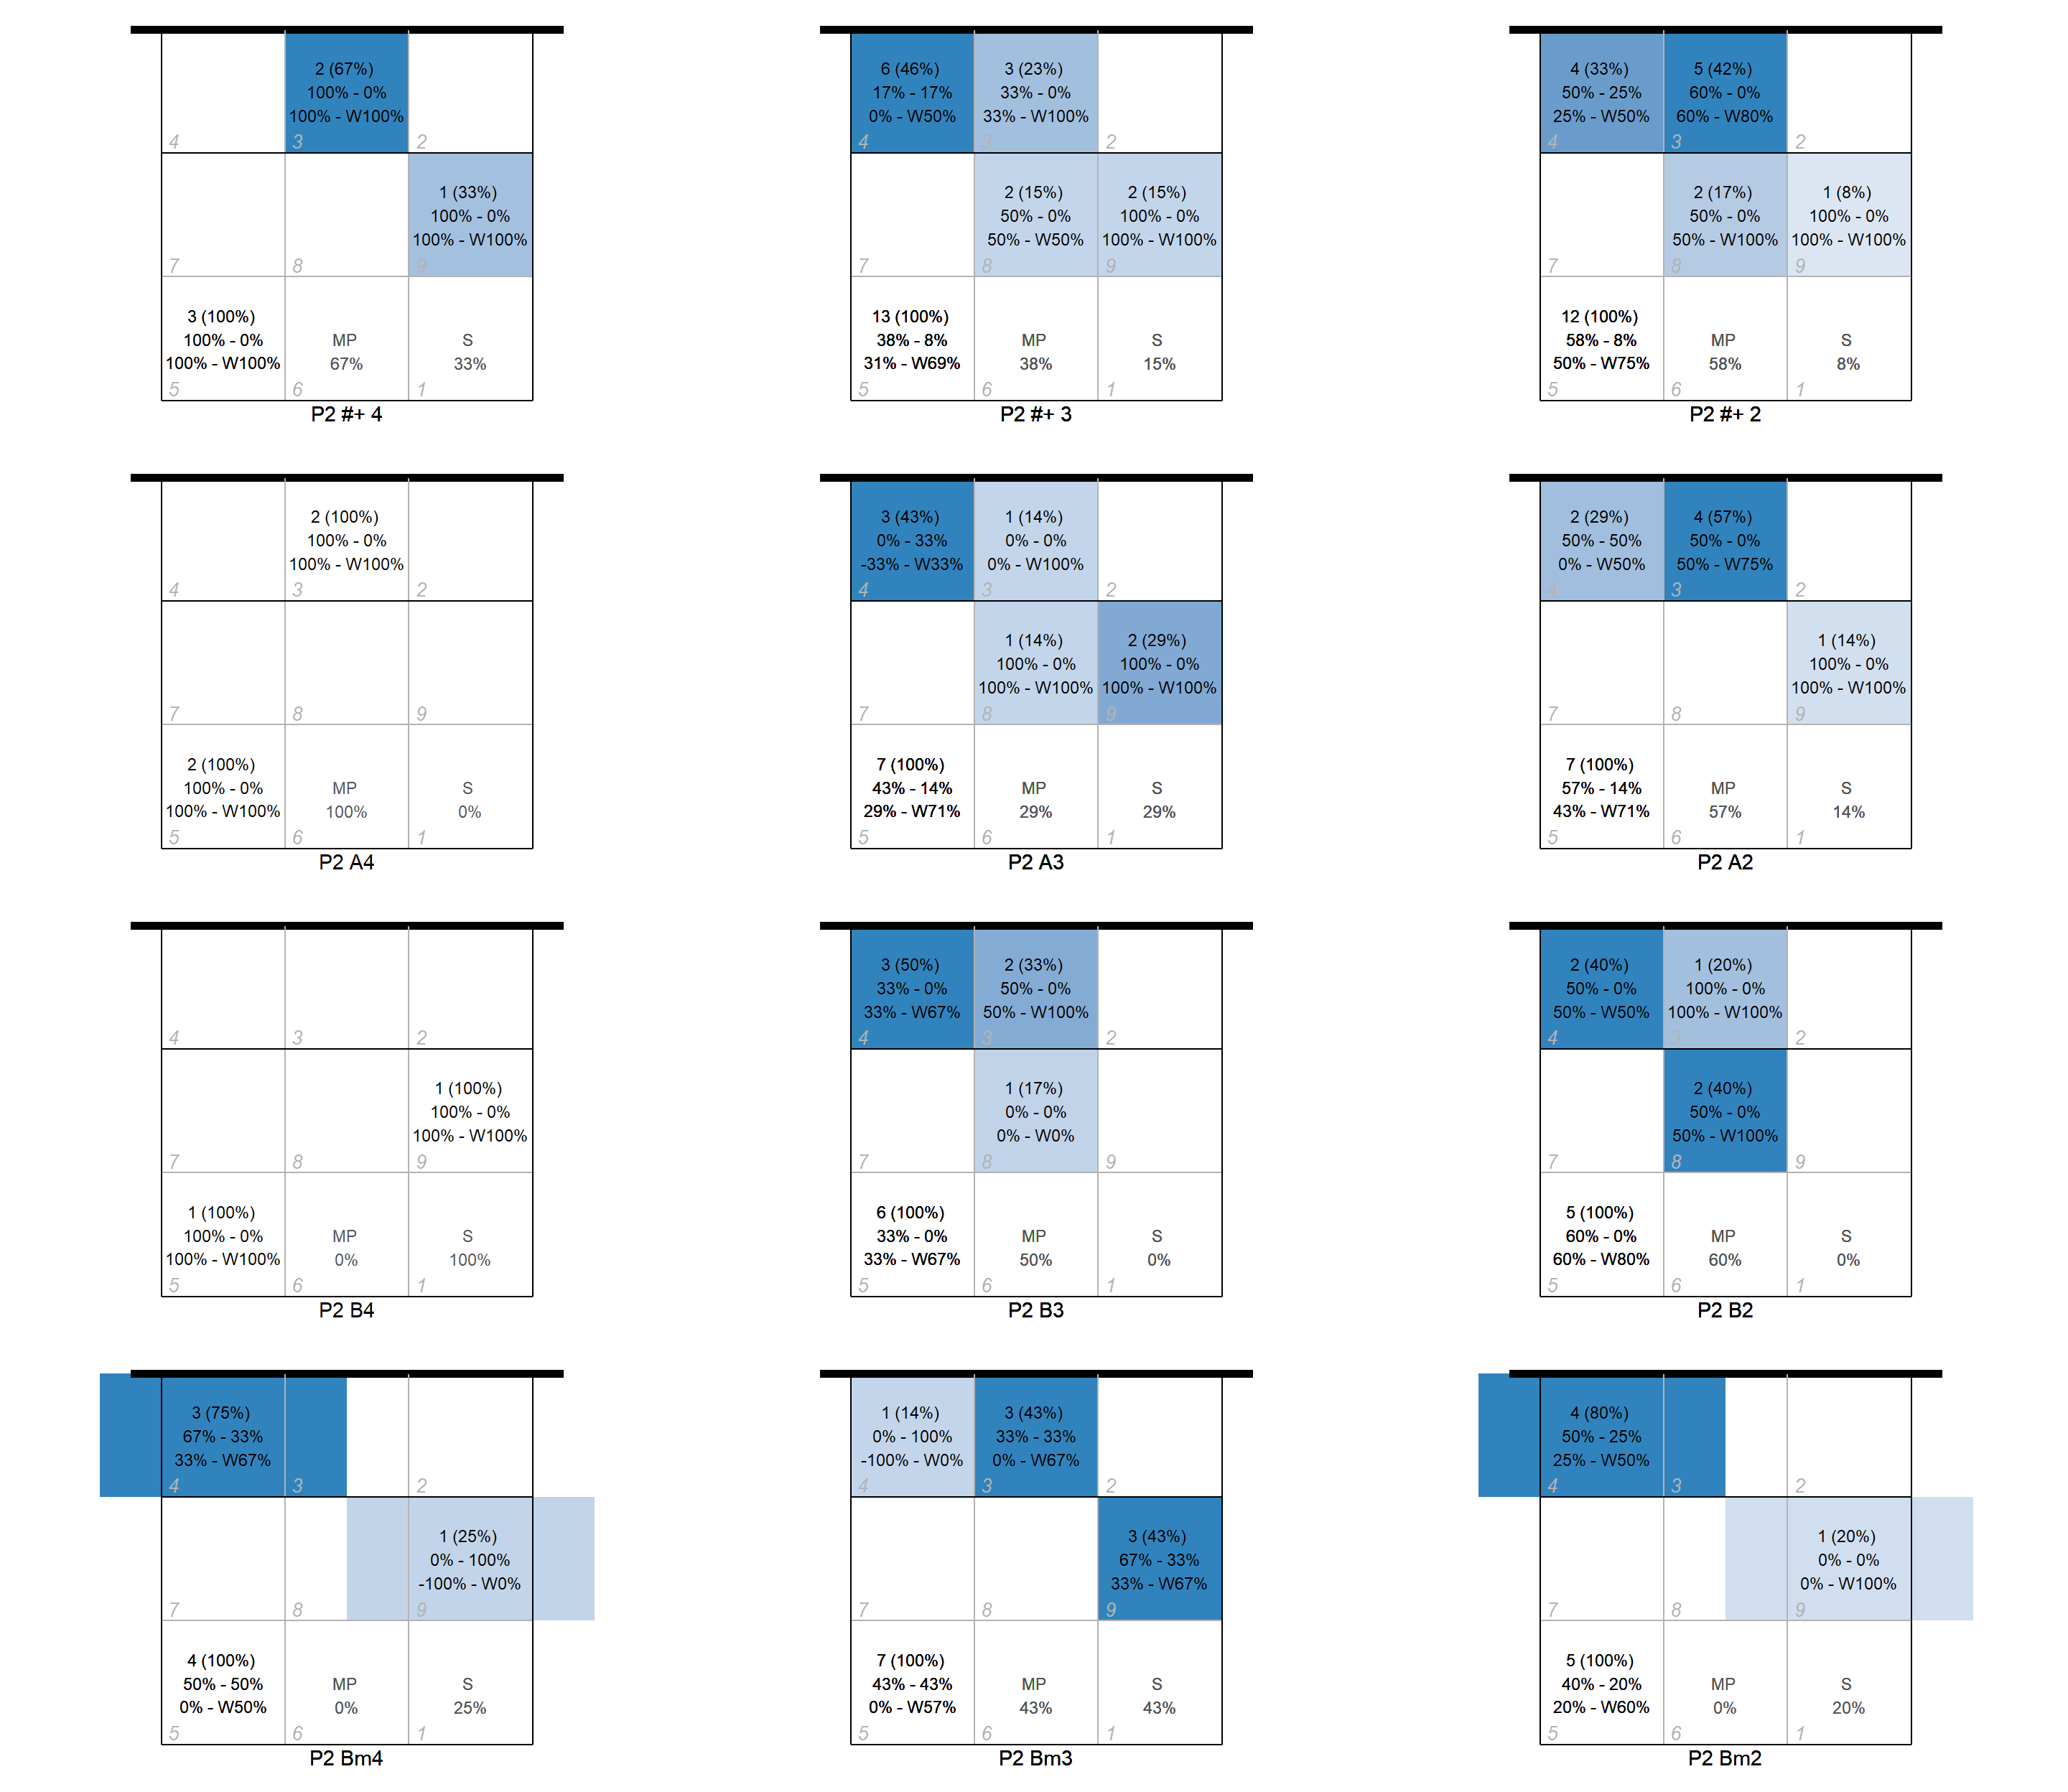 2 (67%)
100% - 0%
100% - W100%
4
3
2
1 (33%)
100% - 0%
100% - W100%
7
8
9
3 (100%)
100% - 0%
100% - W100%
MP
67%
S
33%
5
6
1
P2 #+ 4
6 (46%)
17% - 17%
0% - W50%
3 (23%)
33% - 0%
33% - W100%
4
3
2
2 (15%)
50% - 0%
50% - W50%
2 (15%)
100% - 0%
100% - W100%
7
8
9
13 (100%)
38% - 8%
31% - W69%
MP
38%
S
15%
5
6
1
P2 #+ 3
4 (33%)
50% - 25%
25% - W50%
5 (42%)
60% - 0%
60% - W80%
4
3
2
2 (17%)
50% - 0%
50% - W100%
1 (8%)
100% - 0%
100% - W100%
7
8
9
12 (100%)
58% - 8%
50% - W75%
MP
58%
S
8%
5
6
1
P2 #+ 2
2 (100%)
100% - 0%
100% - W100%
4
3
2
7
8
9
2 (100%)
100% - 0%
100% - W100%
MP
100%
S
0%
5
6
1
P2 A4
3 (43%)
0% - 33%
-33% - W33%
1 (14%)
0% - 0%
0% - W100%
4
3
2
1 (14%)
100% - 0%
100% - W100%
2 (29%)
100% - 0%
100% - W100%
7
8
9
7 (100%)
43% - 14%
29% - W71%
MP
29%
S
29%
5
6
1
P2 A3
2 (29%)
50% - 50%
0% - W50%
4 (57%)
50% - 0%
50% - W75%
4
3
2
1 (14%)
100% - 0%
100% - W100%
7
8
9
7 (100%)
57% - 14%
43% - W71%
MP
57%
S
14%
5
6
1
P2 A2
4
3
2
1 (100%)
100% - 0%
100% - W100%
7
8
9
1 (100%)
100% - 0%
100% - W100%
MP
0%
S
100%
5
6
1
P2 B4
3 (50%)
33% - 0%
33% - W67%
2 (33%)
50% - 0%
50% - W100%
4
3
2
1 (17%)
0% - 0%
0% - W0%
7
8
9
6 (100%)
33% - 0%
33% - W67%
MP
50%
S
0%
5
6
1
P2 B3
2 (40%)
50% - 0%
50% - W50%
1 (20%)
100% - 0%
100% - W100%
4
3
2
2 (40%)
50% - 0%
50% - W100%
7
8
9
5 (100%)
60% - 0%
60% - W80%
MP
60%
S
0%
5
6
1
P2 B2
3 (75%)
67% - 33%
33% - W67%
4
3
2
1 (25%)
0% - 100%
-100% - W0%
7
8
9
4 (100%)
50% - 50%
0% - W50%
MP
0%
S
25%
5
6
1
P2 Bm4
1 (14%)
0% - 100%
-100% - W0%
3 (43%)
33% - 33%
0% - W67%
4
3
2
3 (43%)
67% - 33%
33% - W67%
7
8
9
7 (100%)
43% - 43%
0% - W57%
MP
43%
S
43%
5
6
1
P2 Bm3
4 (80%)
50% - 25%
25% - W50%
4
3
2
1 (20%)
0% - 0%
0% - W100%
7
8
9
5 (100%)
40% - 20%
20% - W60%
MP
0%
S
20%
5
6
1
P2 Bm2